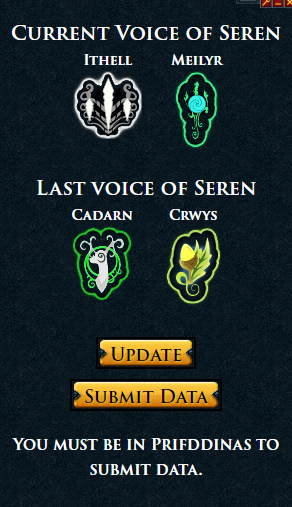 Current Voice of Seren
Ithell Meilyr
Last voice of Seren
Cadarn Crwys
Update
Submit Data
You must be in Prifddinas to
submit data.